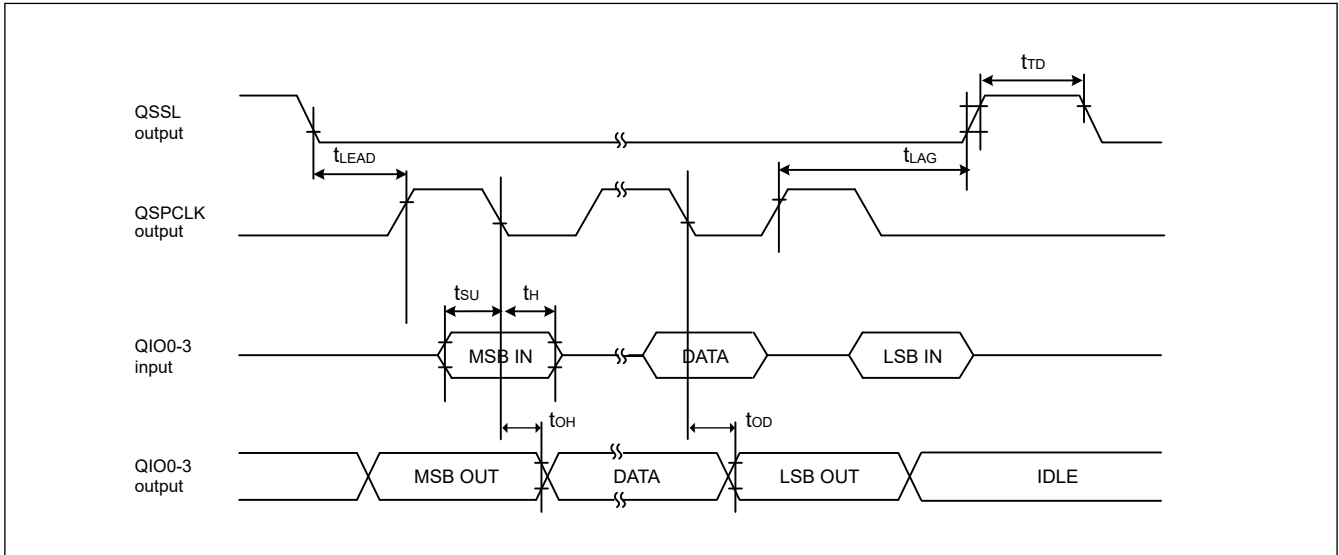 tTD
QSSL
output
tLEAD
tLAG
QSPCLK
output
tSU
tH
QIO0-3
input
MSB IN
DATA
LSB IN
tOH
tOD
QIO0-3
output
MSB OUT
DATA
LSB OUT
IDLE